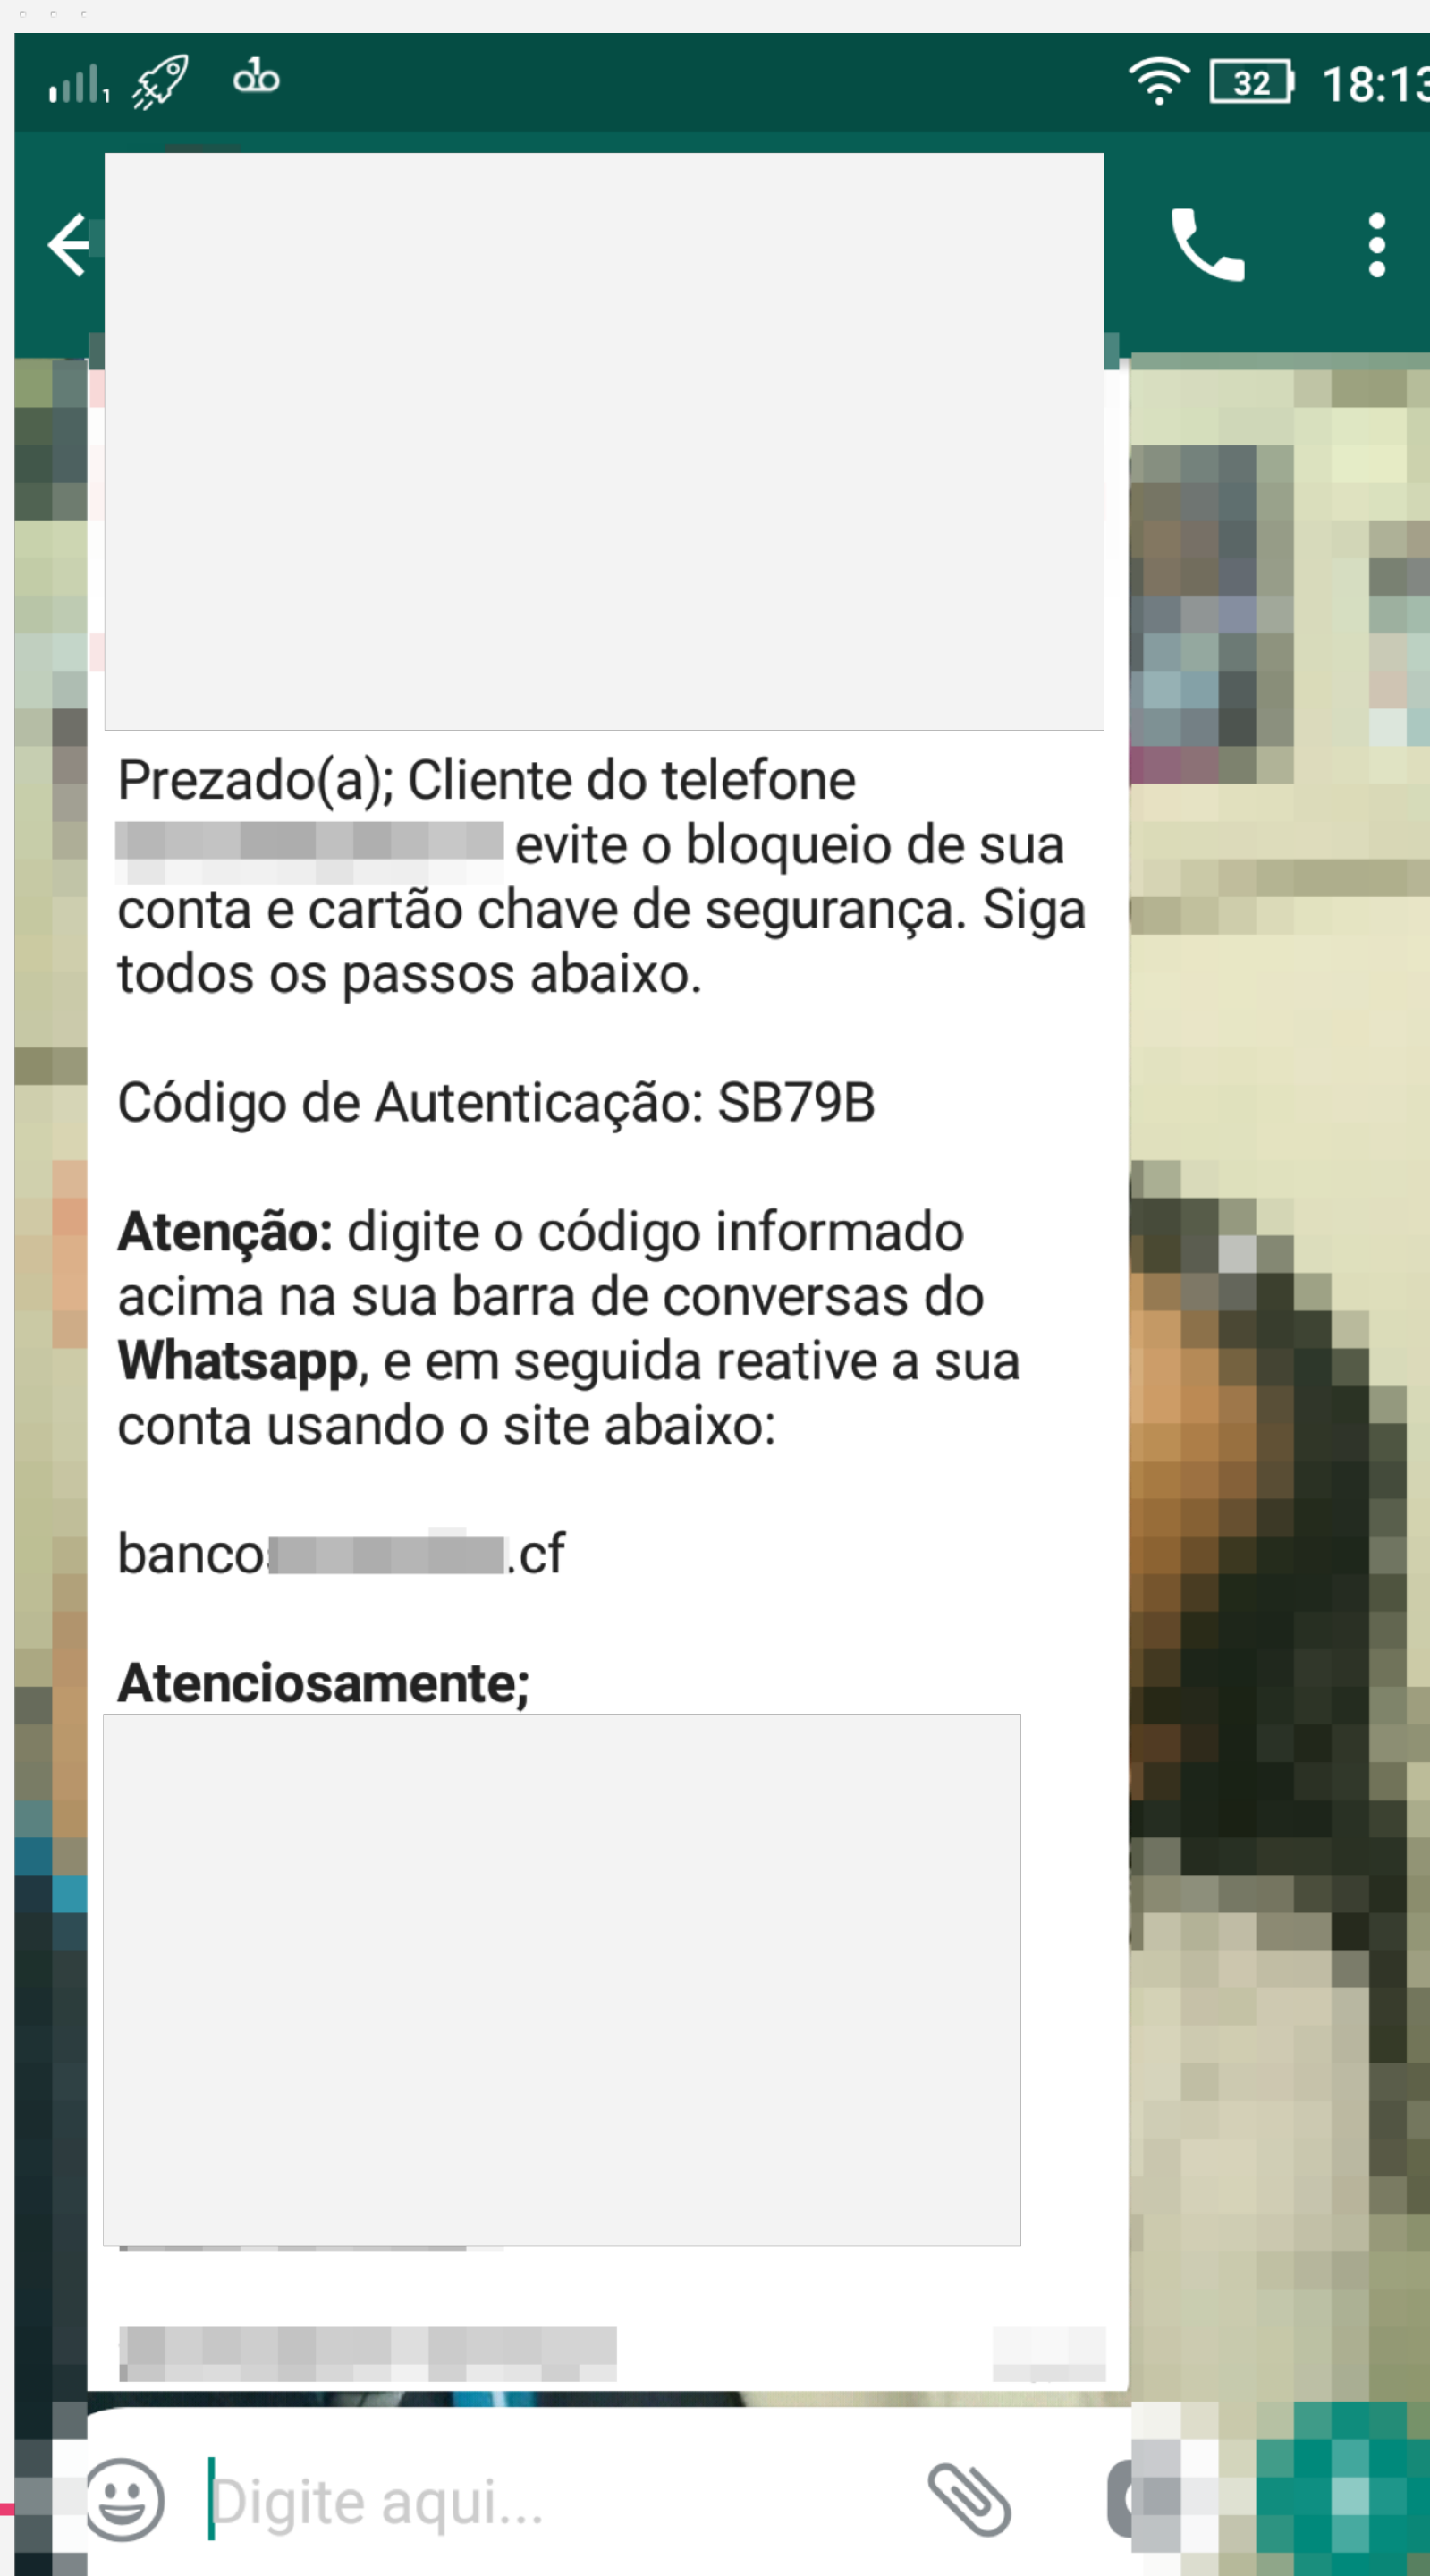 1
32
18:13
Prezado(a); Cliente do telefone
evite o bloqueio de sua
conta e cartão chave de segurança. Siga
todos os passos abaixo.
Código de Autenticação: SB79B
Atenção: digite o código informado
acima na sua barra de conversas do
Whatsapp, e em seguida reative a sua
conta usando o site abaixo:
banco .cf
Atenciosamente;
Digite aqui...